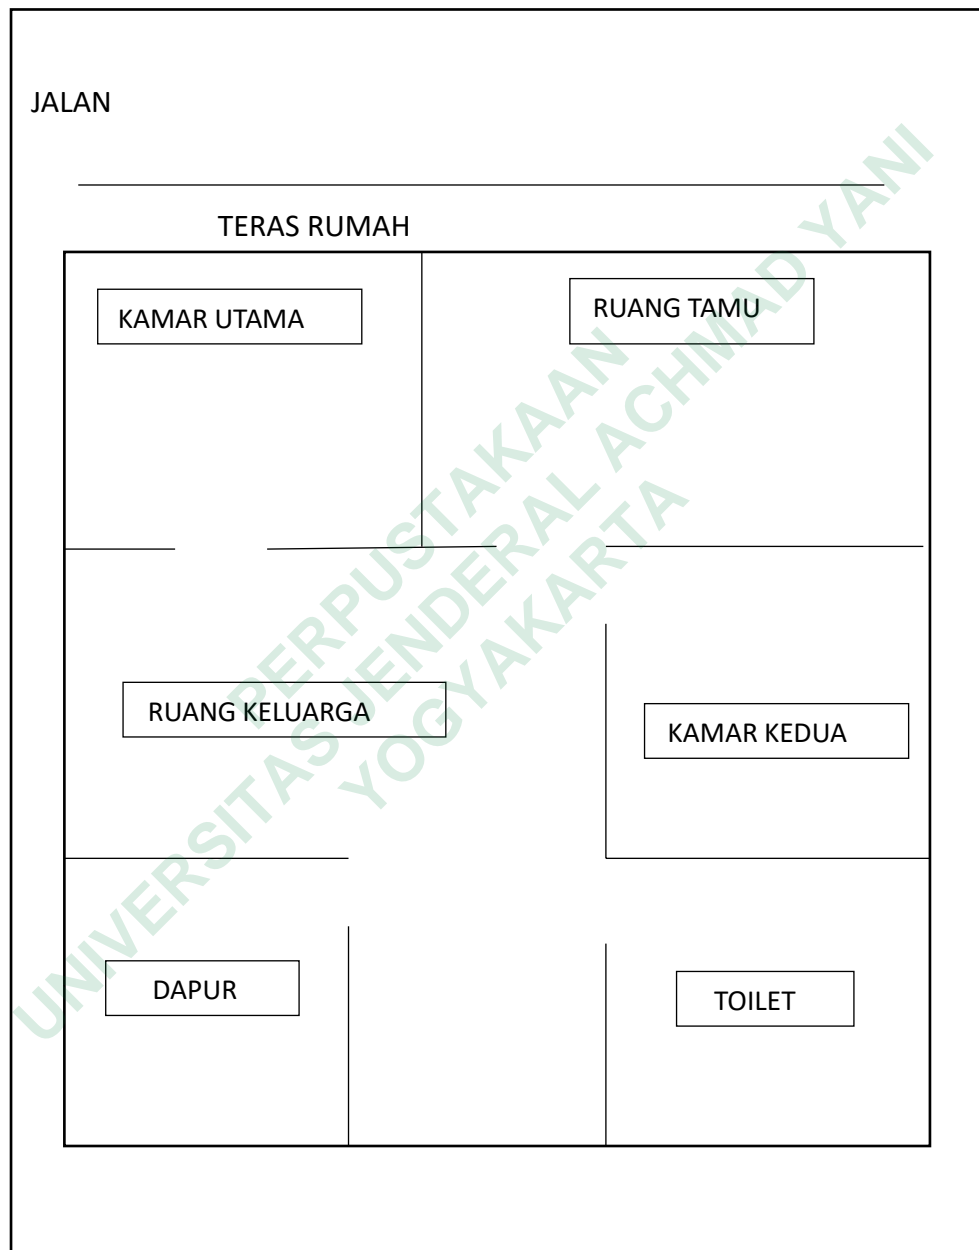 JALAN
TERAS RUMAH
KAMAR UTAMA
RUANG TAMU
RUANG KELUARGA
KAMAR KEDUA
DAPUR
TOILET
PERPUSTAKAAN
UNIVERSITAS JENDERAL ACHMAD YANI
YOGYAKARTA